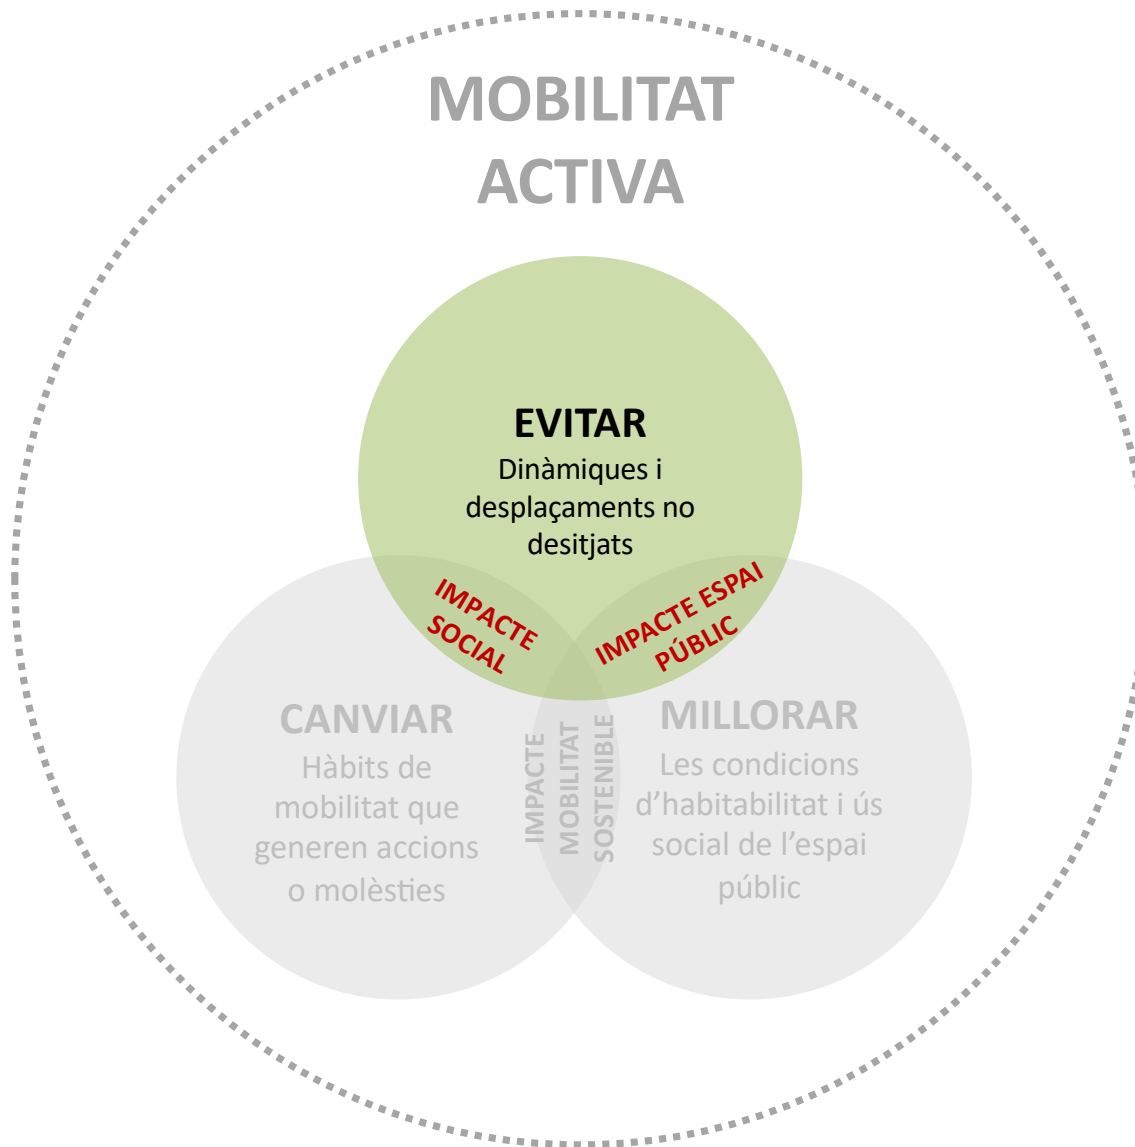 MOBILITAT
ACTIVA
EVITAR
Dinàmiques i
desplaçaments no
desitjats
IMPACTE
SOCIAL
IMPACTE ESPAI
PÚBLIC
CANVIAR
Hàbits de
mobilitat que
generen accions
o molèsties
IMPACTE
MOBILITAT
SOSTENIBLE
MILLORAR
Les condicions
d’habitabilitat i ús
social de l’espai
públic